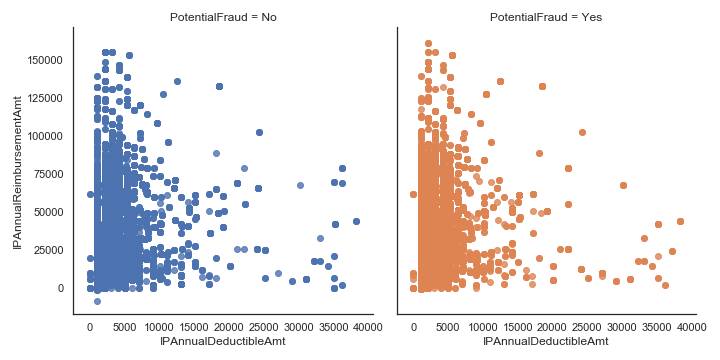 PotentialFraud = No
PotentialFraud = Yes
IPAnnualReimbursementAmt
150000
125000
100000
75000
50000
25000
0
0 5000 10000 15000 20000 25000 30000 35000 40000
0 5000 10000 15000 20000 25000 30000 35000 40000
IPAnnualDeductibleAmt
IPAnnualDeductibleAmt